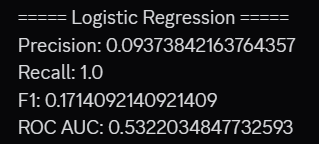 ===== Logistic Regression =====
Precision: 0.09373842163764357
Recall: 1.0
F1: 0.1714092140921409
ROC AUC: 0.5322034847732593